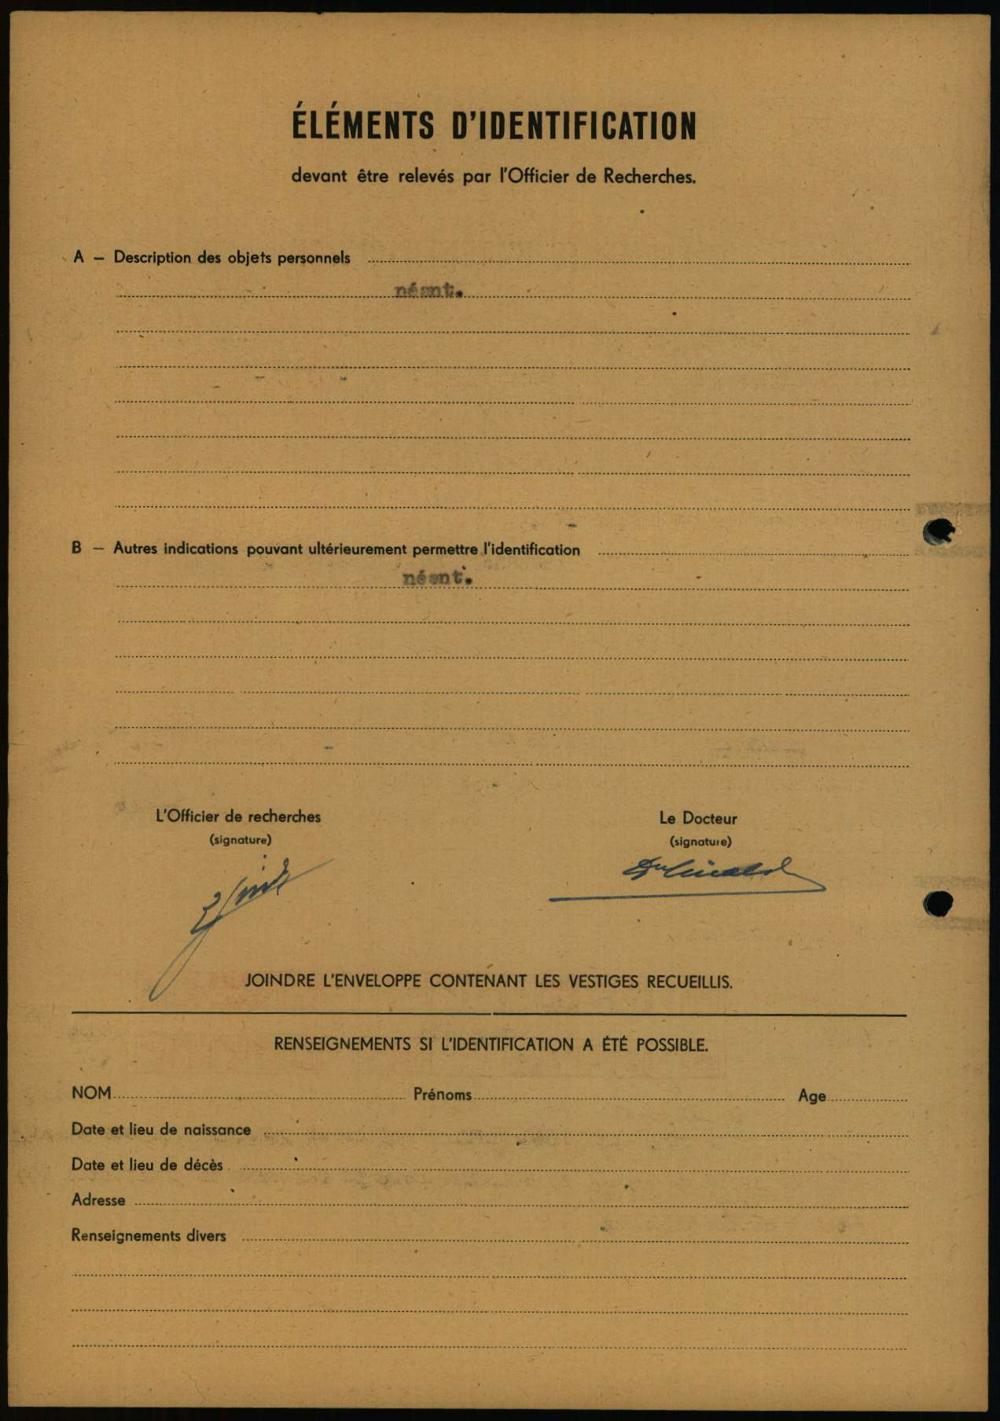 ÉLÉMENTS D'IDENTIFICATION
devant être relevés par l'Officier de Recherches.
A – Description des objets personnels
néant.
B – Autres indications pouvant ultérieurement permettre l'identification
néant.
L'Officier de recherches
(signature)
Le Docteur
(signature)
JOINDRE L'ENVELOPPE CONTENANT LES VESTIGES RECUEILLIS.
RENSEIGNEMENTS SI L'IDENTIFICATION A ÉTÉ POSSIBLE.
NOM Prénoms Age
Date et lieu de naissance
Date et lieu de décès
Adresse
Renseignements divers